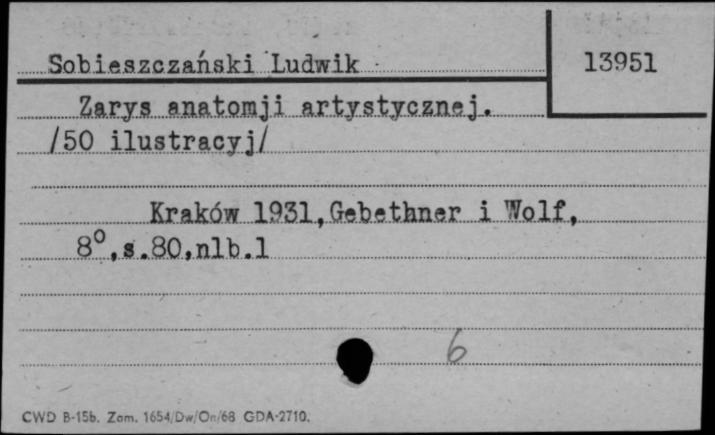 Sobieszczański Ludwik 13951
Zarys anatomji artystycznej.
/50 ilustracyj/
Kraków 1931, Gebethner i Wolf,
8⁰, s.80, nlb.1
6
CWD B-15b. Zam. 1654/Dw/On/68 GDA-2710.